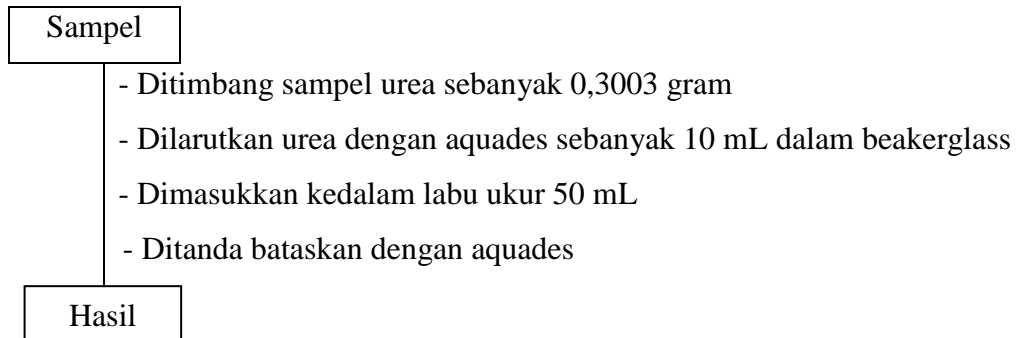 Sampel
- Ditimbang sampel urea sebanyak 0,3003 gram
- Dilarutkan urea dengan aquades sebanyak 10 mL dalam beakerglass
- Dimasukkan kedalam labu ukur 50 mL
- Ditanda bataskan dengan aquades
Hasil